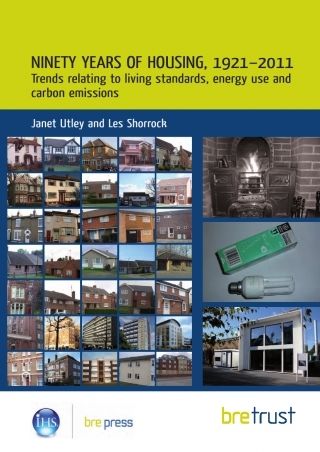 NINETY YEARS OF HOUSING, 1921–2011
Trends relating to living standards, energy use and
carbon emissions
Janet Utley and Les Shorrock
IHS
bre press
bretrust